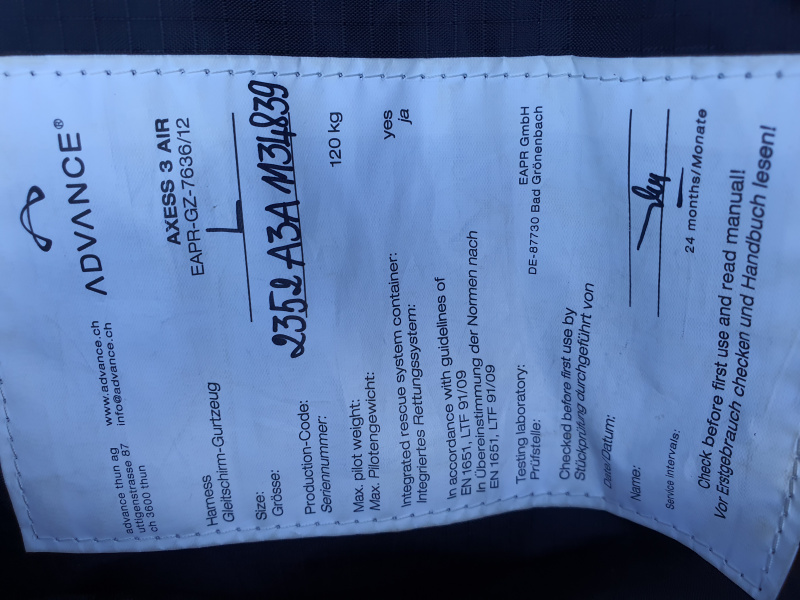 ADVANCE®
advance thun ag www.advance.ch
uttigenstrasse 87 info@advance.ch
ch 3600 thun
Harness AXESS 3 AIR
Gleitschirm-Gurtzeug EAPR-GZ-7636/12
Size: L
Grösse:
Production-Code: 2352 A3A M34839
Seriennummer:
Max. pilot weight: 120 kg
Max. Pilotengewicht:
Integrated rescue system container: yes
Integriertes Rettungssystem: ja
In accordance with guidelines of
EN 1651, LTF 91/09
In Übereinstimmung der Normen nach
EN 1651, LTF 91/09
Testing laboratory: EAPR GmbH
Prüfstelle: DE-87730 Bad Grönenbach
Checked before first use by
Stückprüfung durchgeführt von
Date/Datum:
Name:
Service intervals: 24 months/Monate
Check before first use and read manual!
Vor Erstgebrauch checken und Handbuch lesen!